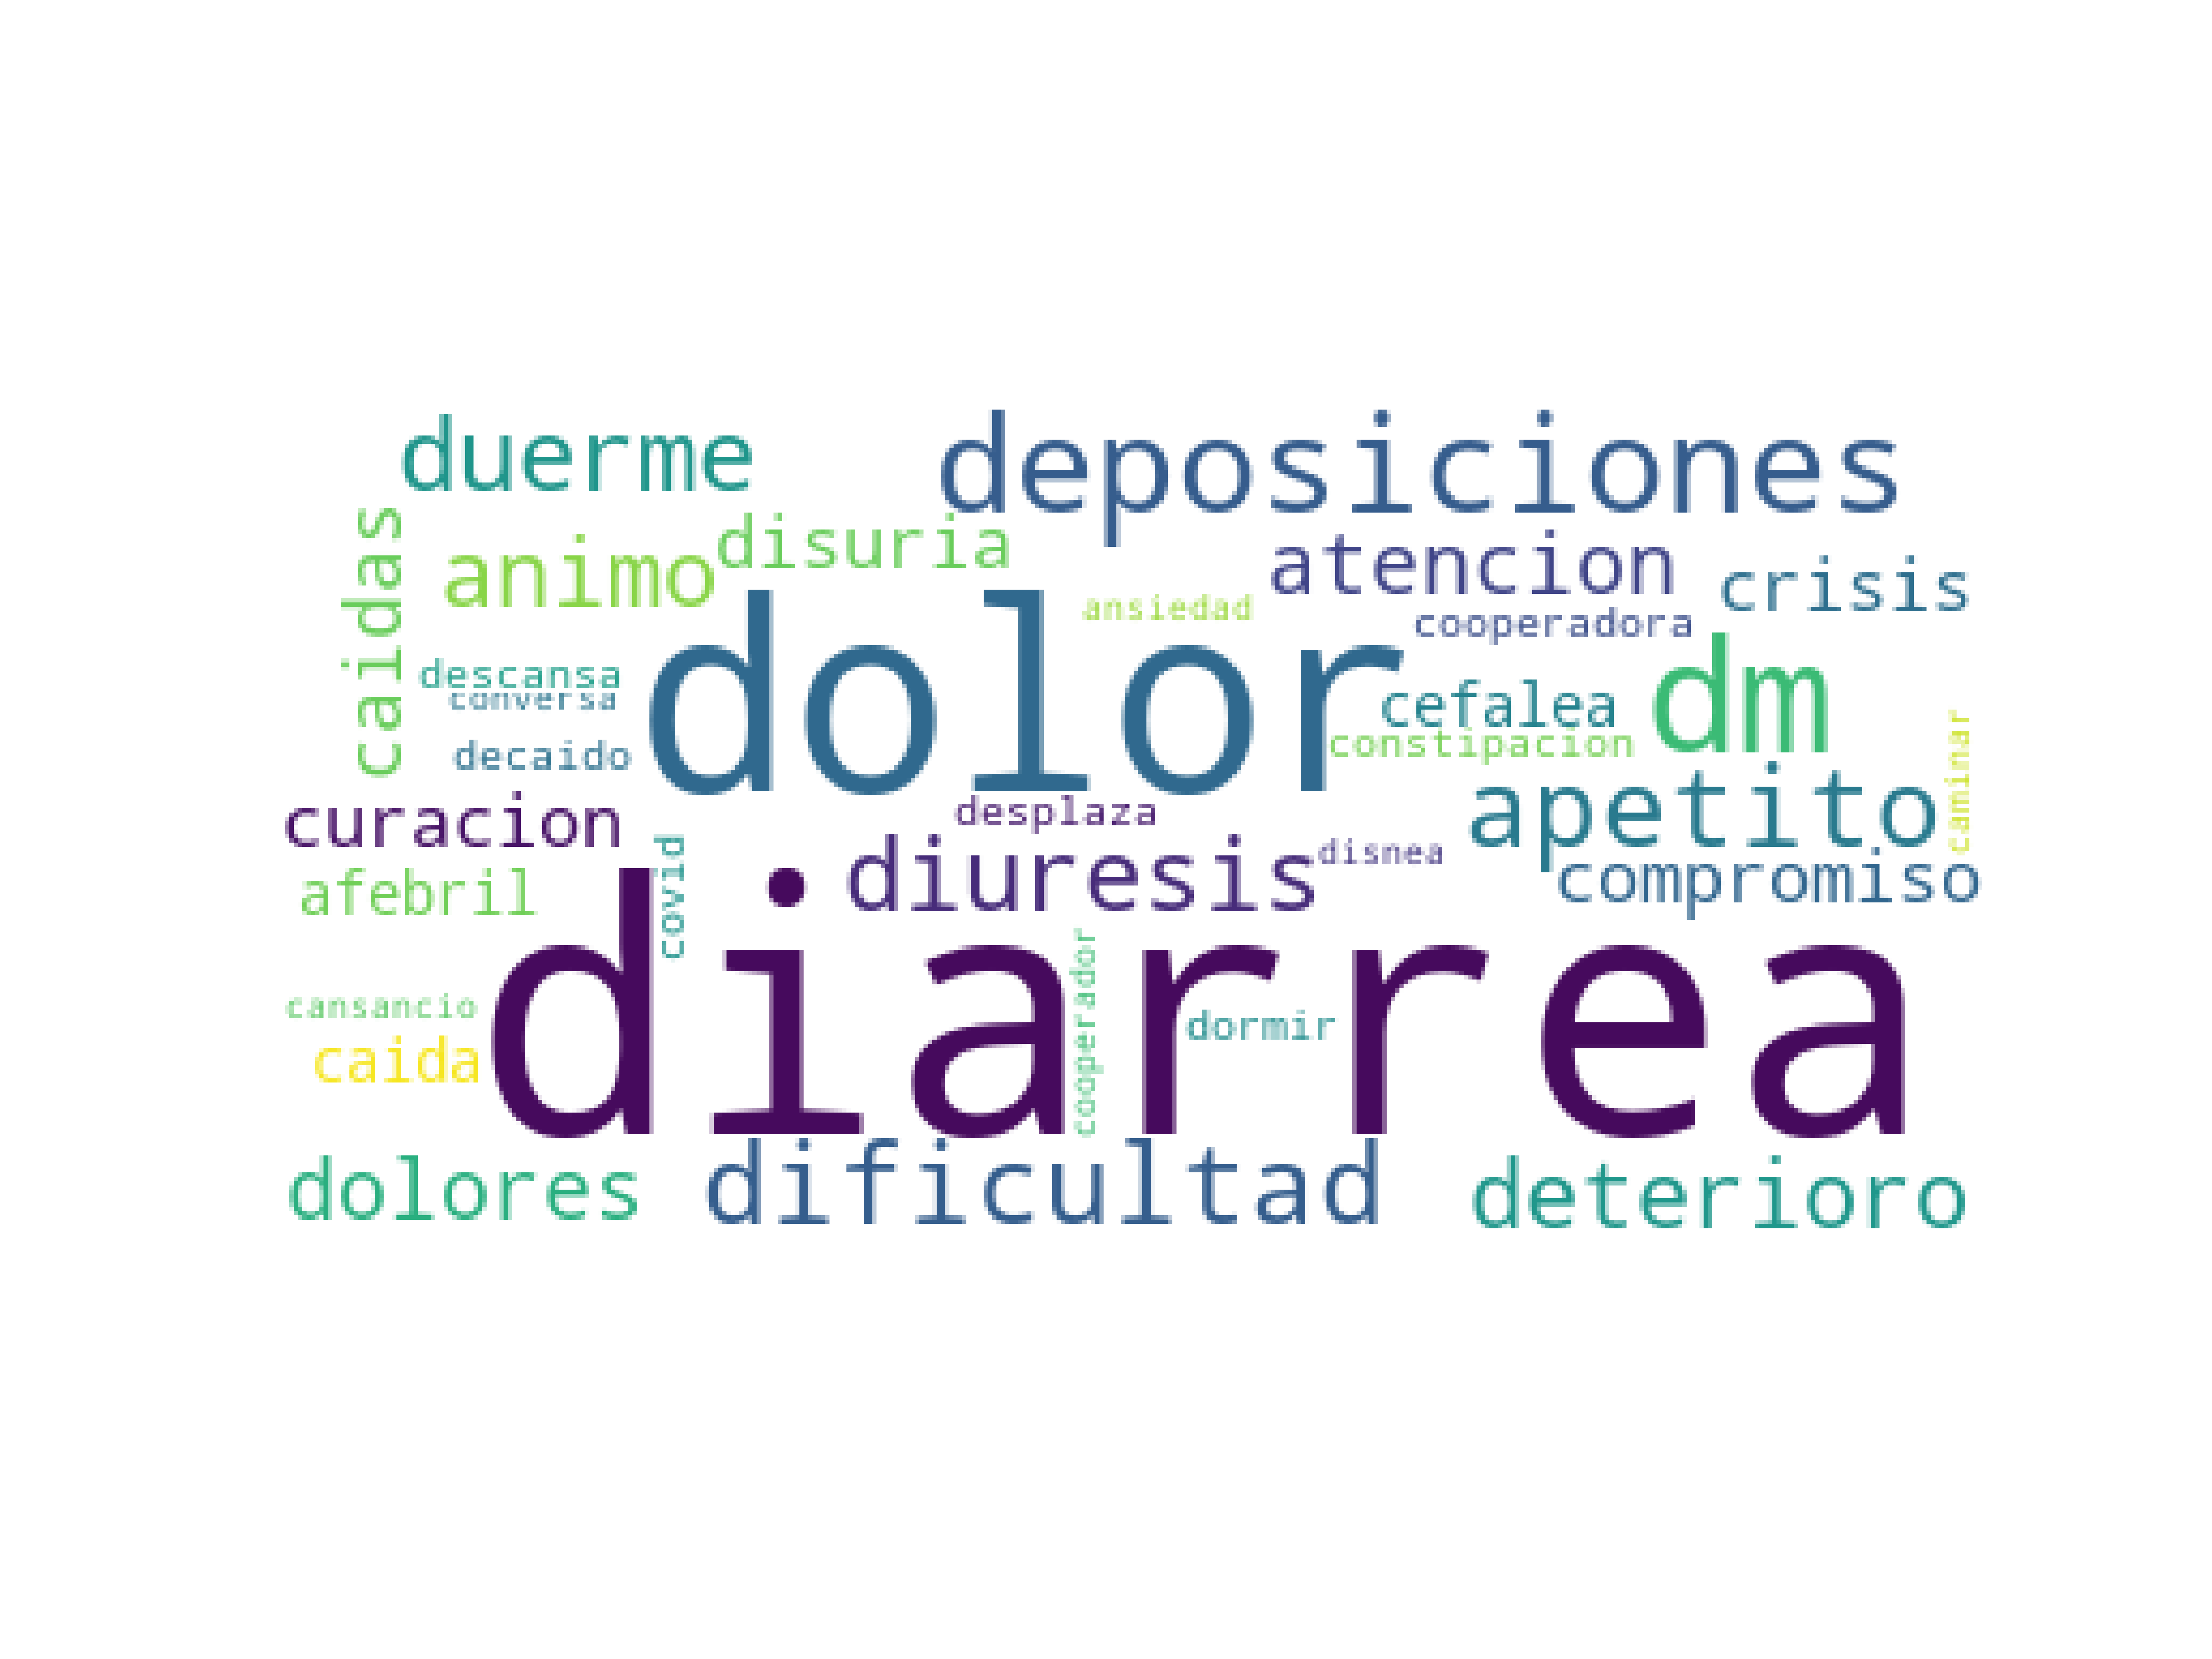 duerme
deposiciones
caidas
animo
disuria
atencion
crisis
ansiedad
cooperadora
dolor
descansa
conversa
decaido
cefalea
dm
constipacion
caminar
curacion
desplaza
apetito
afebril
covid
diuresis
disnea
compromiso
diarrea
cansancio
cooperador
dormir
caida
dolores
dificultad
deterioro